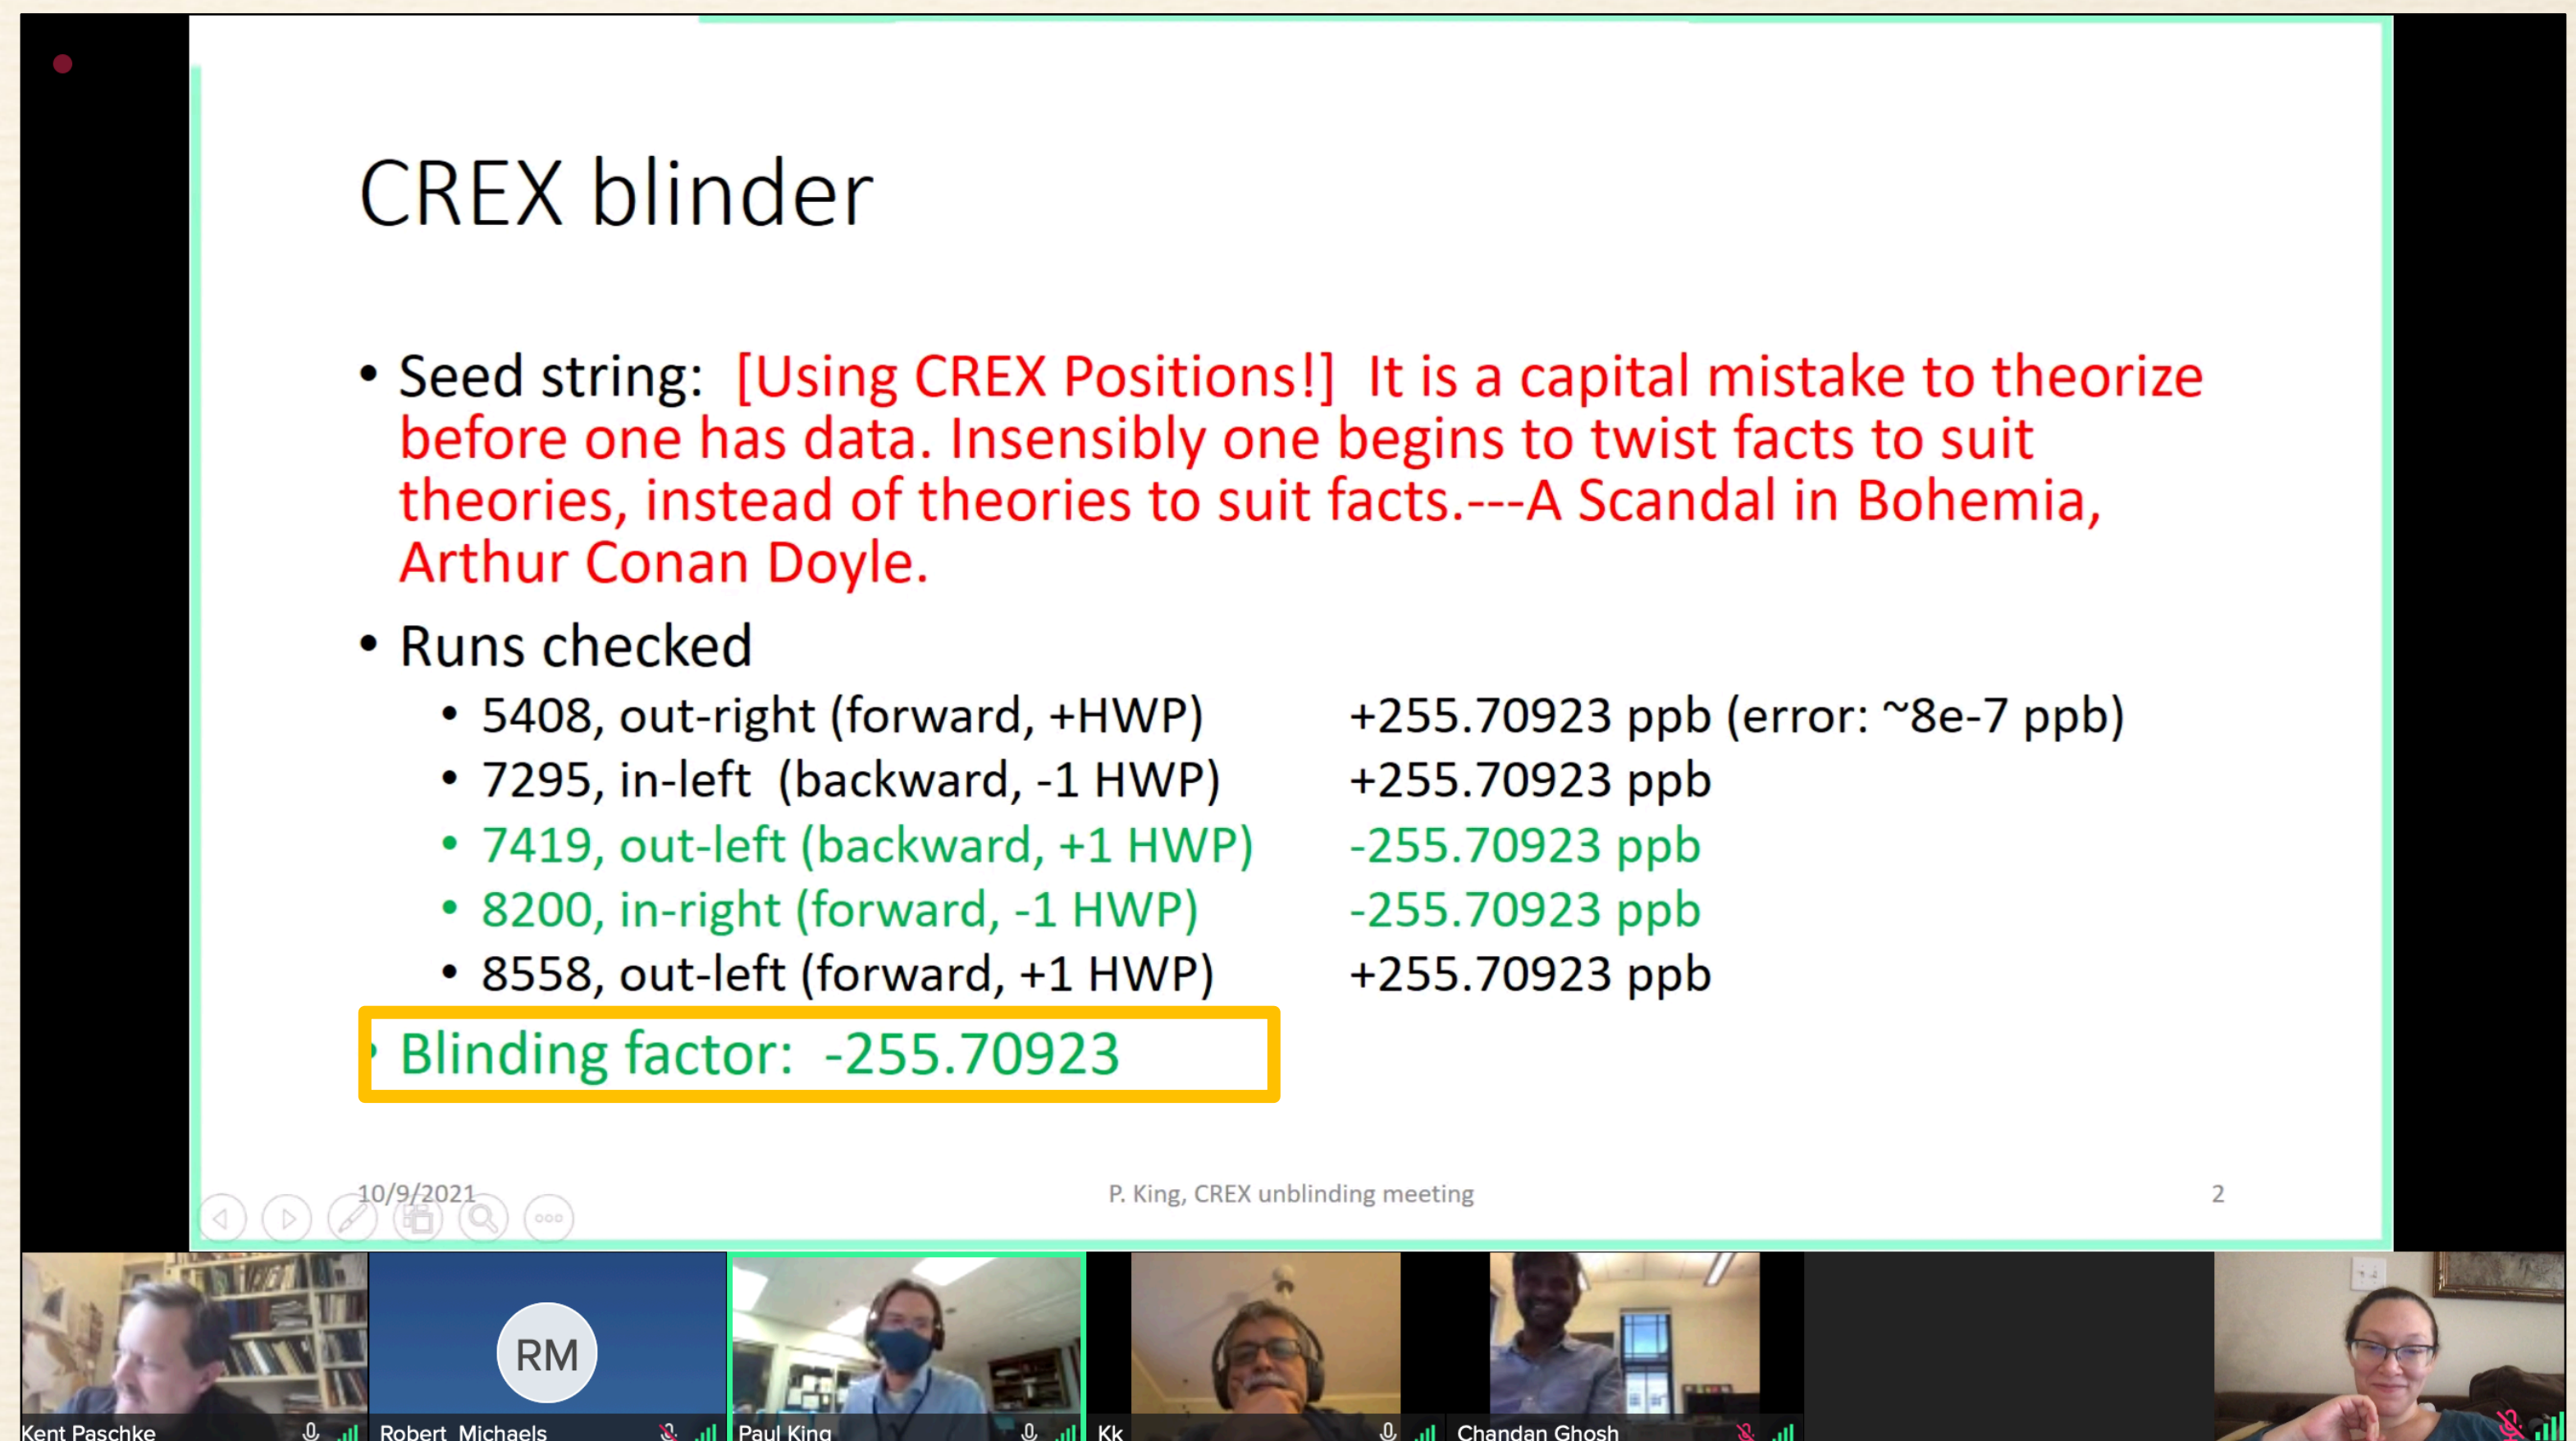 CREX blinder
• Seed string: [Using CREX Positions!] It is a capital mistake to theorize
before one has data. Insensibly one begins to twist facts to suit
theories, instead of theories to suit facts.---A Scandal in Bohemia,
Arthur Conan Doyle.
• Runs checked
• 5408, out-right (forward, +HWP) +255.70923 ppb (error: ~8e-7 ppb)
• 7295, in-left (backward, -1 HWP) +255.70923 ppb
• 7419, out-left (backward, +1 HWP) -255.70923 ppb
• 8200, in-right (forward, -1 HWP) -255.70923 ppb
• 8558, out-left (forward, +1 HWP) +255.70923 ppb
• Blinding factor: -255.70923
10/9/2021 P. King, CREX unblinding meeting 2
RM
Kent Paschke Robert Michaels Paul King Kk Chandan Ghosh